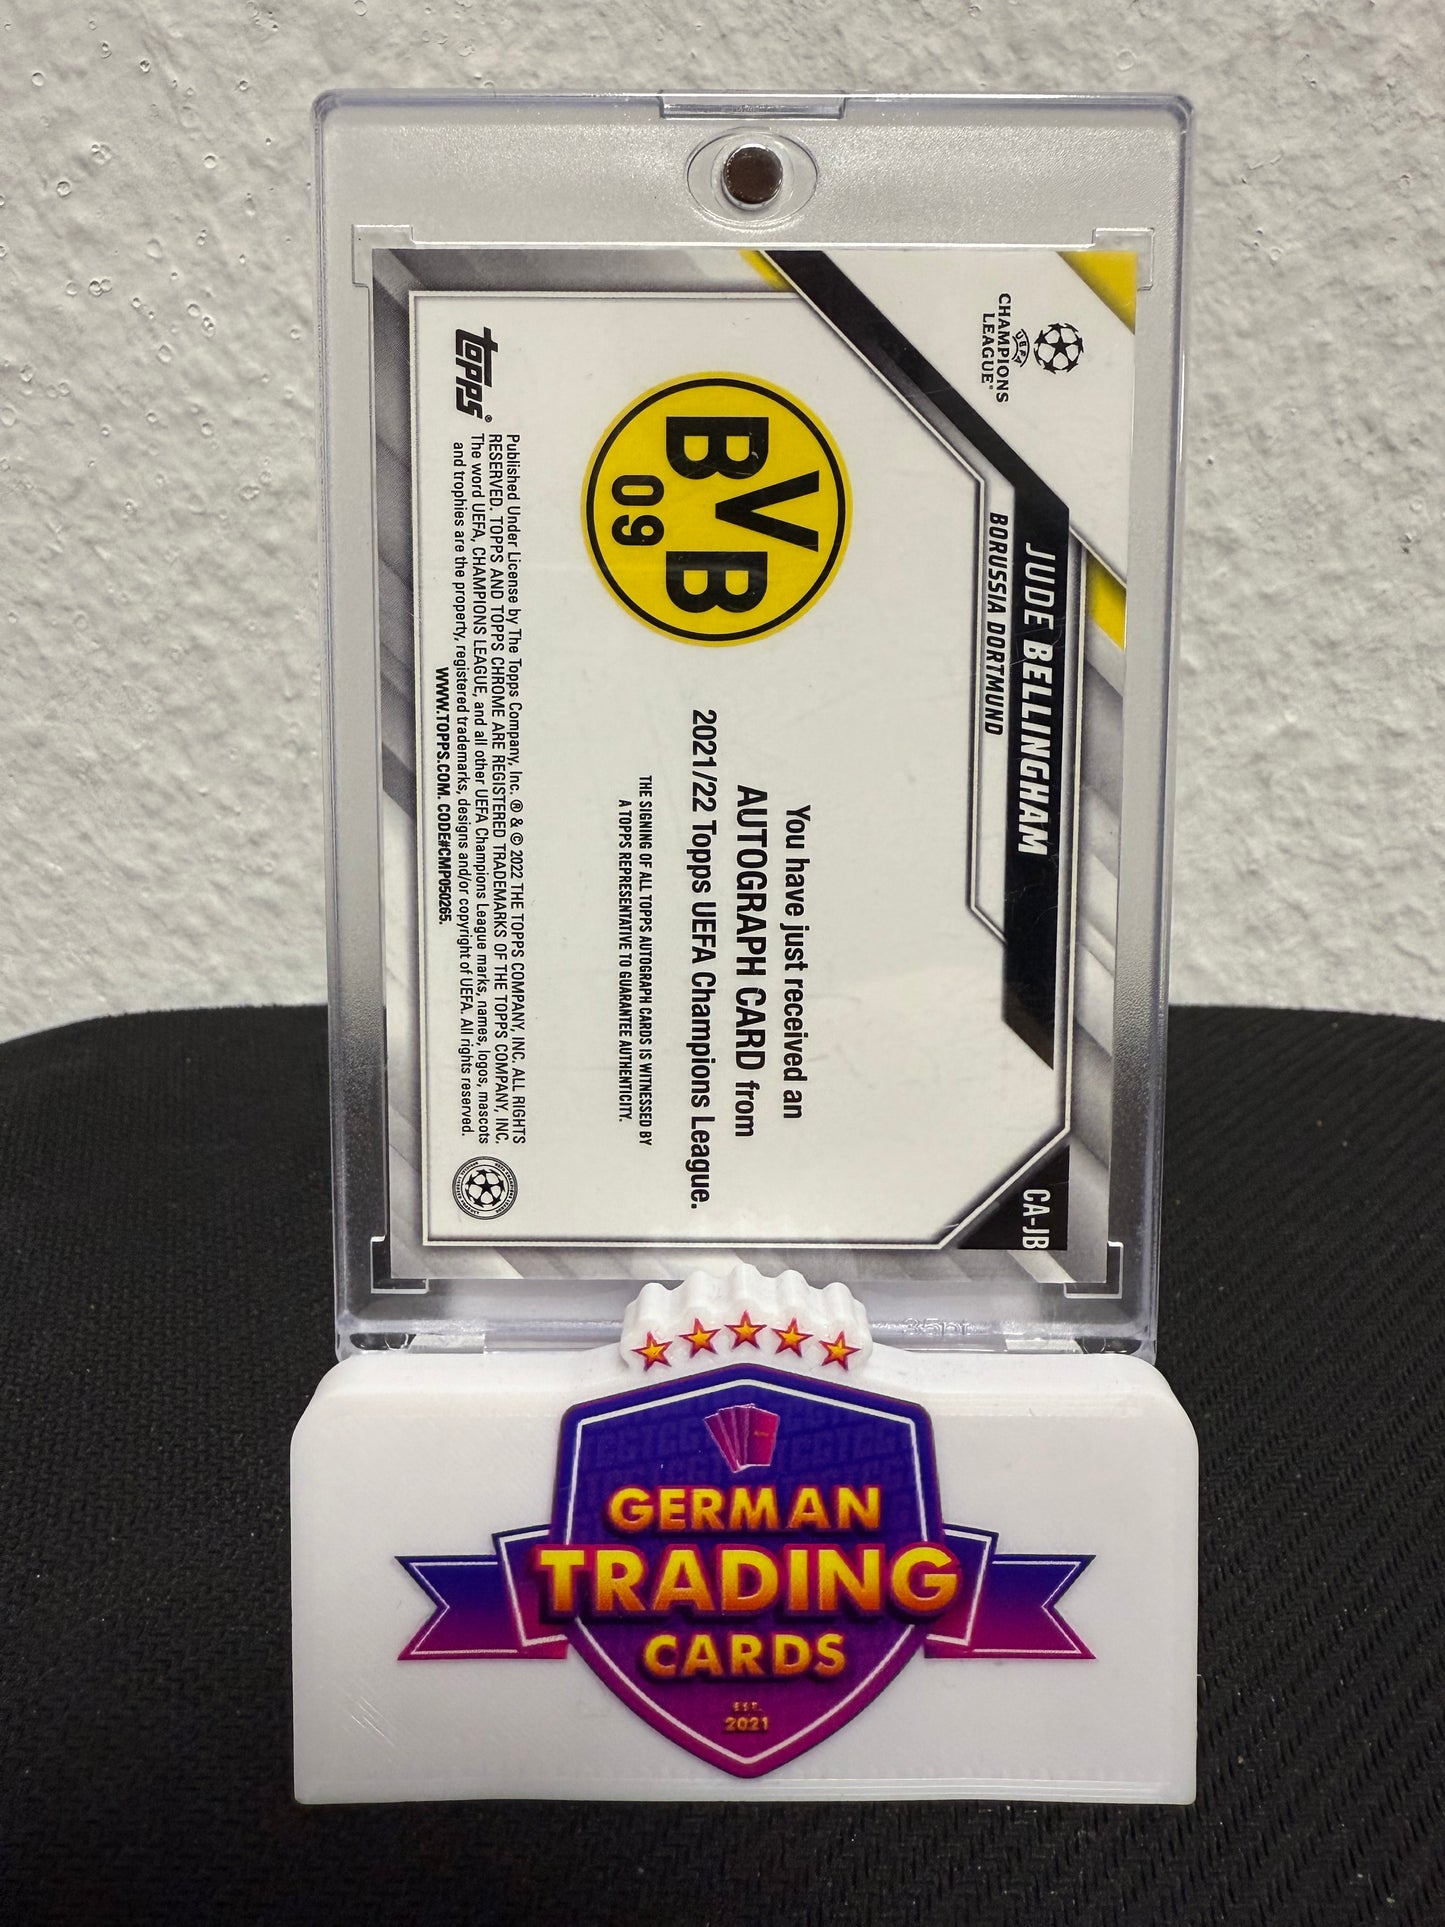 UEFA
CHAMPIONS
LEAGUE®
JUDE BELLINGHAM
BORUSSIA DORTMUND
CA-JB
BVB
09
You have just received an
AUTOGRAPH CARD from
2021/22 Topps UEFA Champions League.
THE SIGNING OF ALL TOPPS AUTOGRAPH CARDS IS WITNESSED BY
A TOPPS REPRESENTATIVE TO GUARANTEE AUTHENTICITY.
topps®
Published Under License by The Topps Company, Inc. ® & © 2022 THE TOPPS COMPANY, INC. ALL RIGHTS
RESERVED. TOPPS AND TOPPS CHROME ARE REGISTERED TRADEMARKS OF THE TOPPS COMPANY, INC.
The word UEFA, CHAMPIONS LEAGUE, and all other UEFA Champions League marks, names, logos, mascots
and trophies are the property, registered trademarks, designs and/or copyright of UEFA. All rights reserved.
WWW.TOPPS.COM. CODE#CMP050265.
35pt
GERMAN
TRADING
CARDS
EST.
2021